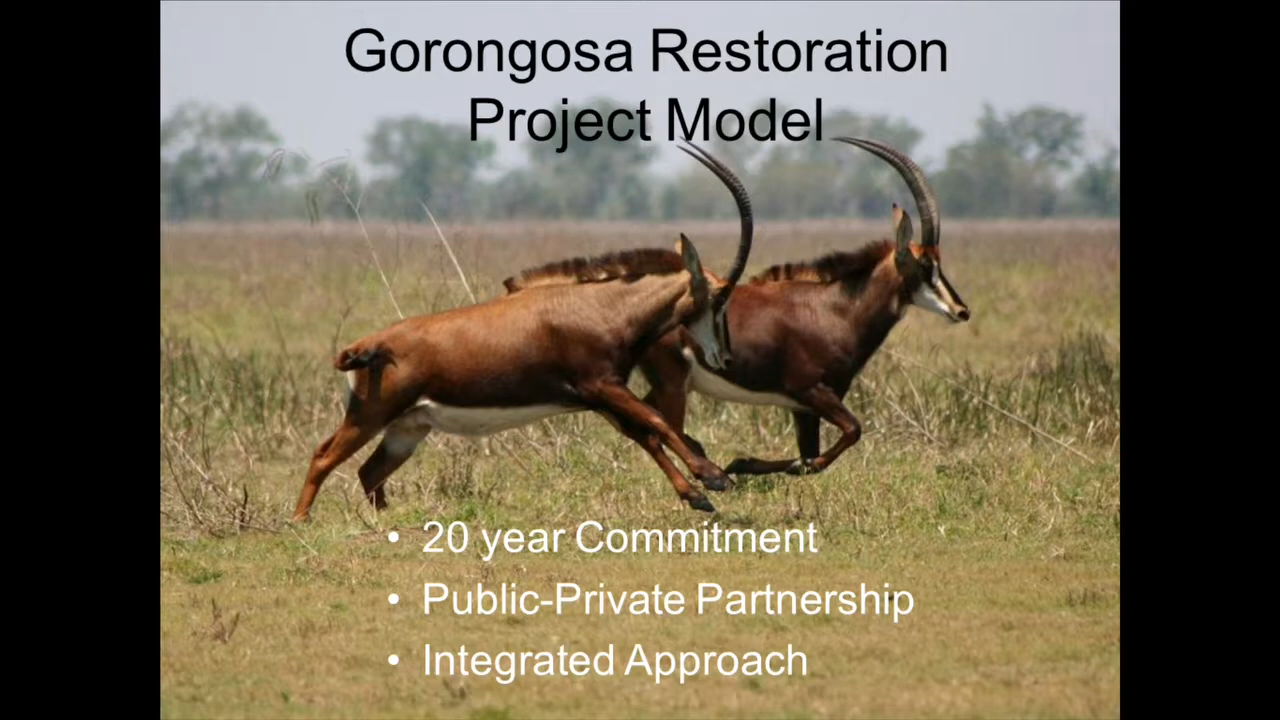 Gorongosa Restoration
Project Model
• 20 year Commitment
• Public-Private Partnership
• Integrated Approach